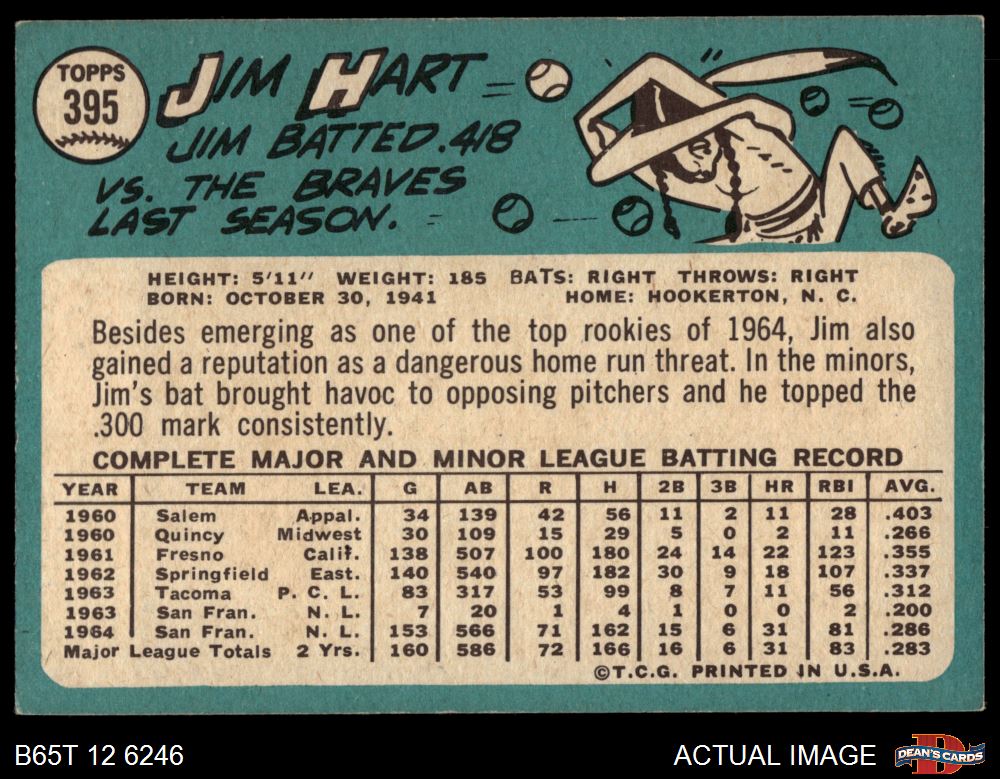 TOPPS
395
JIM HART
JIM BATTED .418
VS. THE BRAVES
LAST SEASON.
HEIGHT: 5'11" WEIGHT: 185 BATS: RIGHT THROWS: RIGHT
BORN: OCTOBER 30, 1941 HOME: HOOKERTON, N. C.
Besides emerging as one of the top rookies of 1964, Jim also
gained a reputation as a dangerous home run threat. In the minors,
Jim's bat brought havoc to opposing pitchers and he topped the
.300 mark consistently.
COMPLETE MAJOR AND MINOR LEAGUE BATTING RECORD
YEAR TEAM LEA. G AB R H 2B 3B HR RBI AVG.
1960 Salem Appal. 34 139 42 56 11 2 11 28 .403
1960 Quincy Midwest 30 109 15 29 5 0 2 11 .266
1961 Fresno Calif. 138 507 100 180 24 14 22 123 .355
1962 Springfield East. 140 540 97 182 30 9 18 107 .337
1963 Tacoma P. C. L. 83 317 53 99 8 7 11 56 .312
1963 San Fran. N. L. 7 20 1 4 1 0 0 2 .200
1964 San Fran. N. L. 153 566 71 162 15 6 31 81 .286
Major League Totals 2 Yrs. 160 586 72 166 16 6 31 83 .283
©T.C.G. PRINTED IN U.S.A.
B65T 12 6246 ACTUAL IMAGE D DEAN'S CARDS